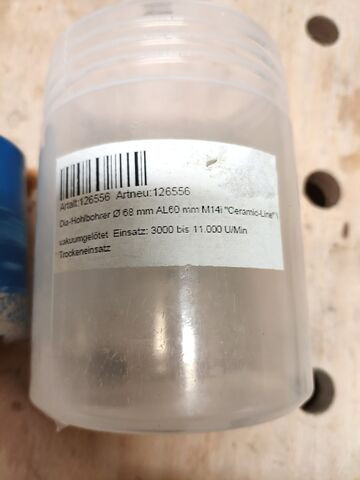 Artalt:126556 Artneu:126556
Dia-Hohlbohrer Ø 68 mm AL60 mm M14i "Ceramic-Line"
vakuumgelötet Einsatz: 3000 bis 11.000 U/Min
Trockeneinsatz